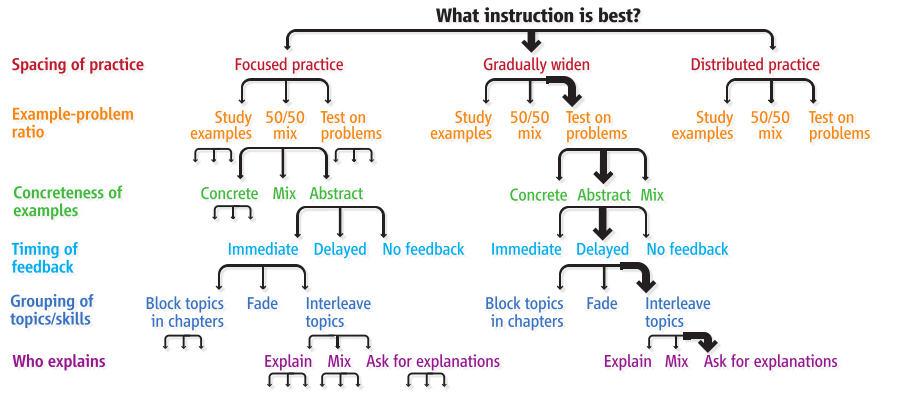 What instruction is best?
Spacing of practice Focused practice Gradually widen Distributed practice
Example-problem Study 50/50 Test on Study 50/50 Test on Study 50/50 Test on
ratio examples mix problems examples mix problems examples mix problems
Concreteness of Concrete Mix Abstract Concrete Abstract Mix
examples
Timing of Immediate Delayed No feedback Immediate Delayed No feedback
feedback
Grouping of Block topics Fade Interleave Block topics Fade Interleave
topics/skills in chapters topics in chapters topics
Who explains Explain Mix Ask for explanations Explain Mix Ask for explanations